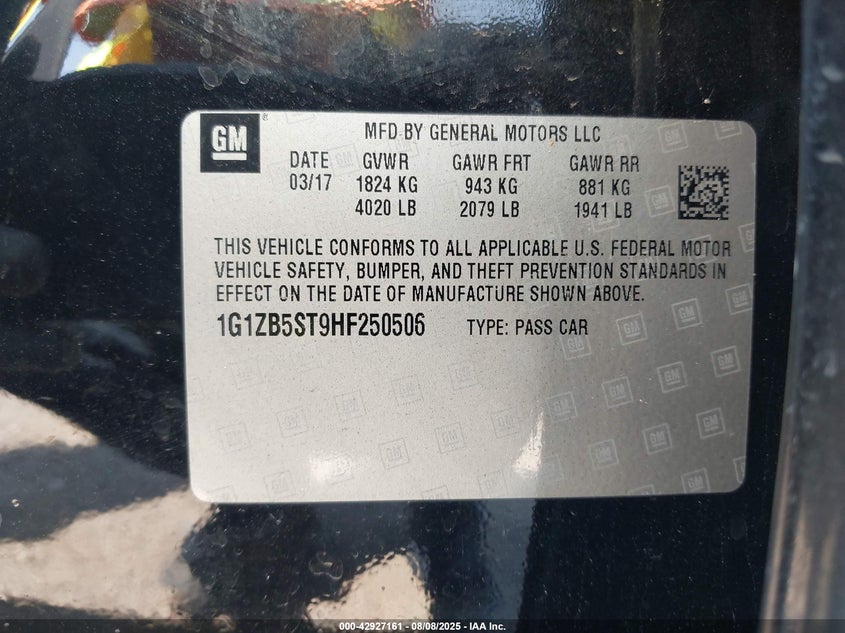 GM
MFD BY GENERAL MOTORS LLC
DATE GVWR GAWR FRT GAWR RR
03/17 1824 KG 943 KG 881 KG
4020 LB 2079 LB 1941 LB
THIS VEHICLE CONFORMS TO ALL APPLICABLE U.S. FEDERAL MOTOR
VEHICLE SAFETY, BUMPER, AND THEFT PREVENTION STANDARDS IN
EFFECT ON THE DATE OF MANUFACTURE SHOWN ABOVE.
1G1ZB5ST9HF250506 TYPE: PASS CAR
000-42927161 - 08/08/2025 - IAA Inc.